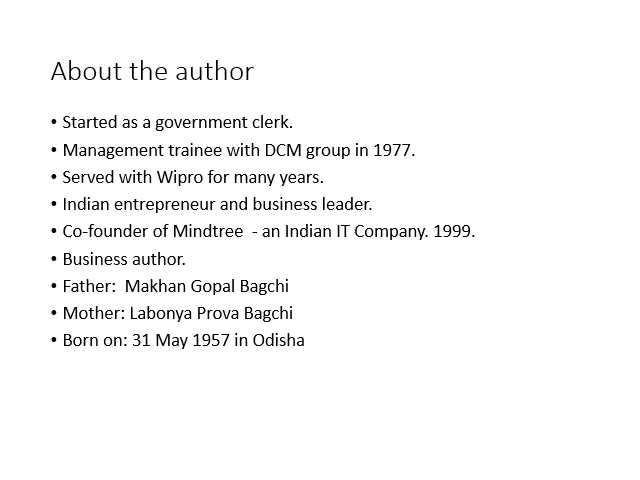 About the author
• Started as a government clerk.
• Management trainee with DCM group in 1977.
• Served with Wipro for many years.
• Indian entrepreneur and business leader.
• Co-founder of Mindtree  - an Indian IT Company. 1999.
• Business author.
• Father:  Makhan Gopal Bagchi
• Mother: Labonya Prova Bagchi
• Born on: 31 May 1957 in Odisha